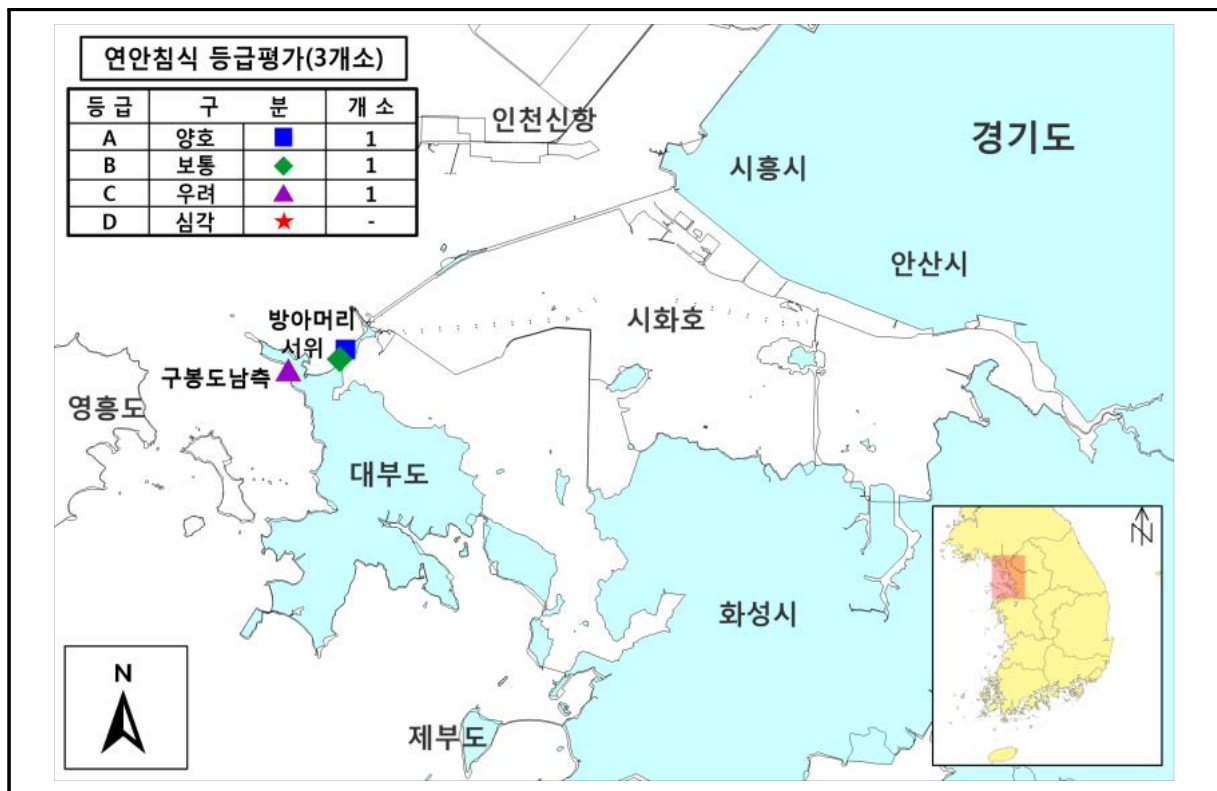 연안침식 등급평가(3개소)
등 급 구 분 개 소
A 양호 1
B 보통 1
C 우려 1
D 심각 -
인천신항
경기도
시흥시
안산시
방아머리
시화호
서위
구봉도남측
영흥도
대부도
화성시
제부도
N
N